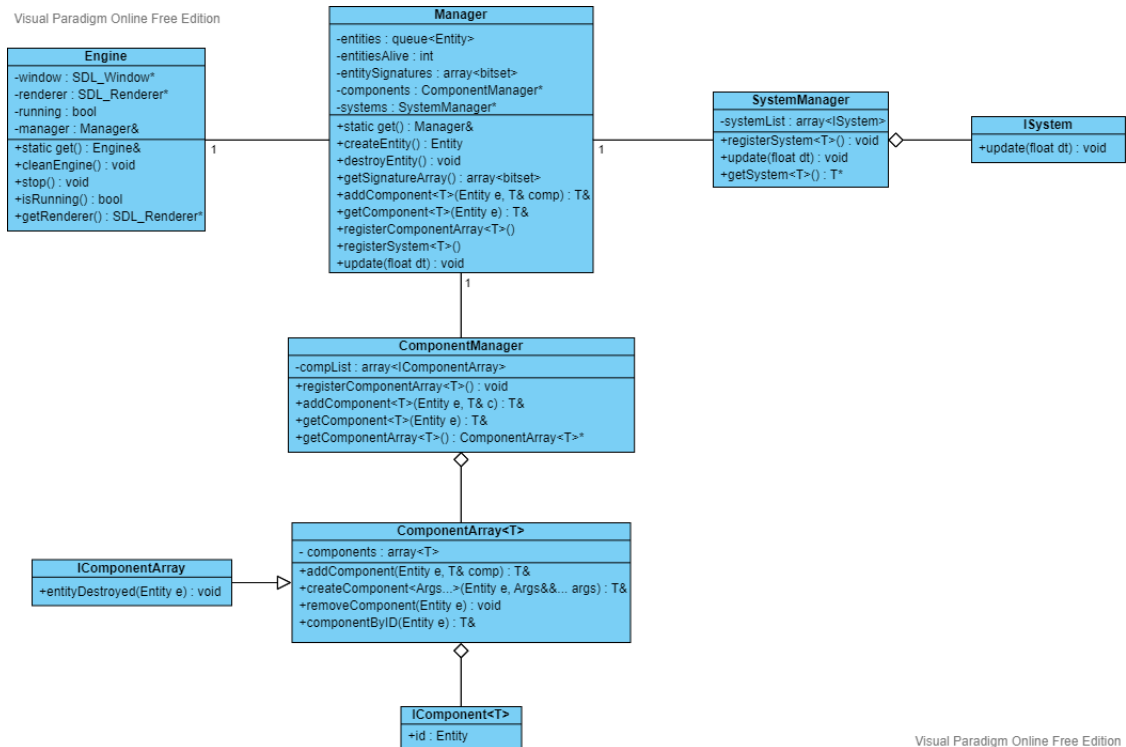 Visual Paradigm Online Free Edition
Engine
-window : SDL_Window*
-renderer : SDL_Renderer*
-running : bool
-manager : Manager&
+static get() : Engine&
+cleanEngine() : void
+stop() : void
+isRunning() : bool
+getRenderer() : SDL_Renderer*
1
Manager
-entities : queue<Entity>
-entitiesAlive : int
-entitySignatures : array<bitset>
-components : ComponentManager*
-systems : SystemManager*
+static get() : Manager&
+createEntity() : Entity
+destroyEntity() : void
+getSignatureArray() : array<bitset>
+addComponent<T>(Entity e, T& comp) : T&
+getComponent<T>(Entity e) : T&
+registerComponentArray<T>()
+registerSystem<T>()
+update(float dt) : void
1
1
SystemManager
-systemList : array<ISystem>
+registerSystem<T>() : void
+update(float dt) : void
+getSystem<T>() : T*
ISystem
+update(float dt) : void
ComponentManager
-compList : array<IComponentArray>
+registerComponentArray<T>() : void
+addComponent<T>(Entity e, T& c) : T&
+getComponent<T>(Entity e) : T&
+getComponentArray<T>() : ComponentArray<T>*
IComponentArray
+entityDestroyed(Entity e) : void
ComponentArray<T>
- components : array<T>
+addComponent(Entity e, T& comp) : T&
+createComponent<Args...>(Entity e, Args&&... args) : T&
+removeComponent(Entity e) : void
+componentByID(Entity e) : T&
IComponent<T>
+id : Entity
Visual Paradigm Online Free Edition